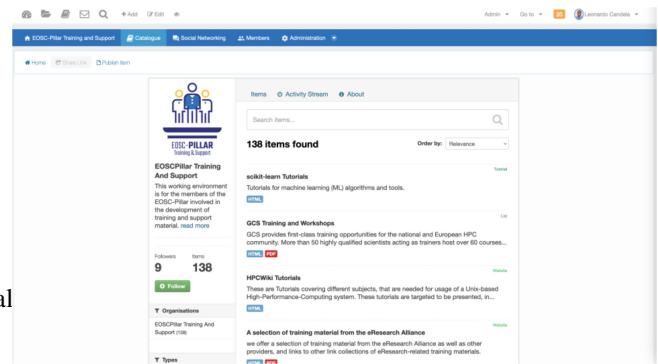 +Add Edit
Admin Go to 25 Leonardo Candela
EOSC-Pillar Training and Support Catalogue Social Networking Members Administration
Home Share Link Publish Item
Items Activity Stream About
Search items...
138 items found Order by: Relevance
EOSC-PILLAR
Training & Support
EOSCPillar Training
And Support
This working environment
is for the members of the
EOSC-Pillar involved in
the development of
training and support
material. read more
Followers Items
9 138
Follow
Organisations
EOSCPillar Training And
Support (138)
Types
Tutorial
scikit-learn Tutorials
Tutorials for machine learning (ML) algorithms and tools.
HTML
List
GCS Training and Workshops
GCS provides first-class training opportunities for the national and European HPC
community. More than 50 highly qualified scientists acting as trainers host over 60 courses...
HTML PDF
Website
HPCWiki Tutorials
These are Tutorials covering different subjects, that are needed for usage of a Unix-based
High-Performance-Computing system. These tutorials are targeted to be presented, in...
HTML
Website
A selection of training material from the eResearch Alliance
we offer a selection of training material from the eResearch Alliance as well as other
providers, and links to other link collections of eResearch-related training materials.
HTML PDF
al